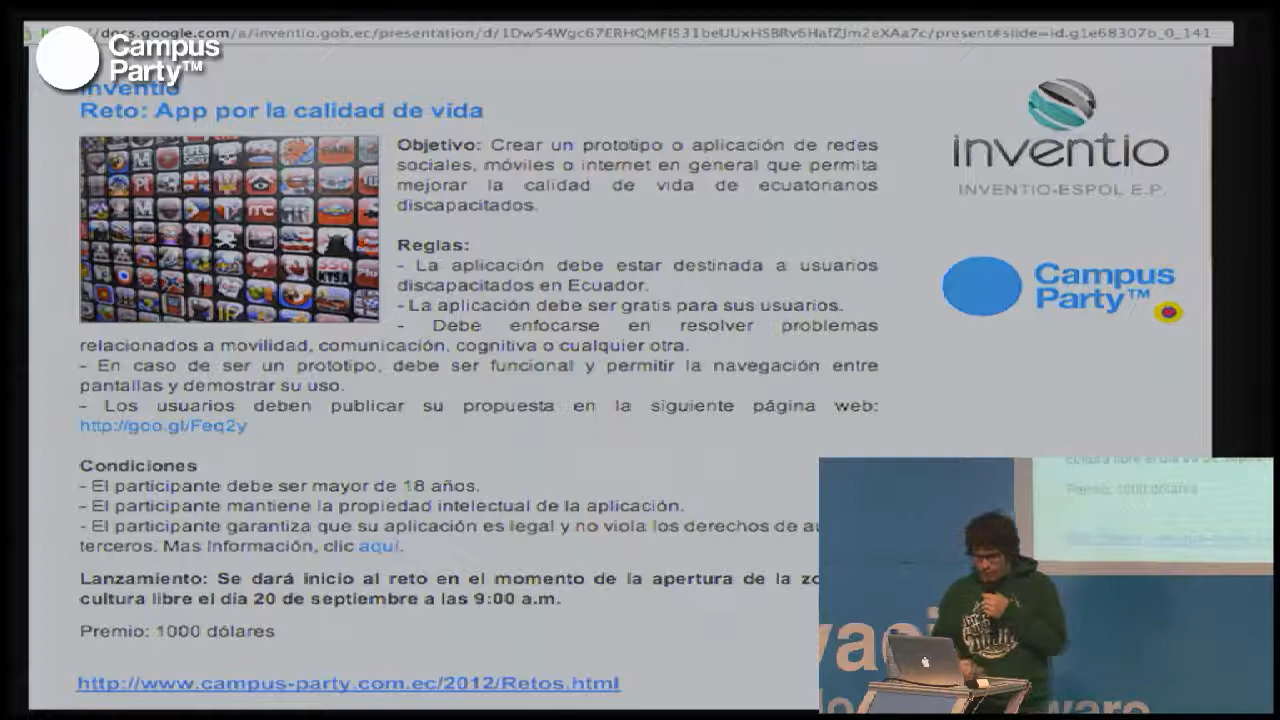 docs.google.com/a/inventio.gob.ec/presentation/d/
present#slide=id.g1e68307b_0_141
Campus
Party™
Inventio
Reto: App por la calidad de vida
inventio
INVENTIO-ESPOL E.P.
Objetivo: Crear un prototipo o aplicación de redes
sociales, móviles o internet en general que permita
mejorar la calidad de vida de ecuatorianos
discapacitados.
Reglas:
- La aplicación debe estar destinada a usuarios
discapacitados en Ecuador.
- La aplicación debe ser gratis para sus usuarios.
- Debe enfocarse en resolver problemas
relacionados a movilidad, comunicación, cognitiva o cualquier otra.
- En caso de ser un prototipo, debe ser funcional y permitir la navegación entre
pantallas y demostrar su uso.
- Los usuarios deben publicar su propuesta en la siguiente página web:
http://goo.gl/Feq2y
Campus
Party™
Condiciones
- El participante debe ser mayor de 18 años.
- El participante mantiene la propiedad intelectual de la aplicación.
- El participante garantiza que su aplicación es legal y no viola los derechos de au
terceros. Mas Información, clic aquí.
Lanzamiento: Se dará inicio al reto en el momento de la apertura de la zo
cultura libre el día 20 de septiembre a las 9:00 a.m.
Premio: 1000 dólares
http://www.campus-party.com.ec/2012/Retos.html
Premio: 1000 dólares
vaci
ware